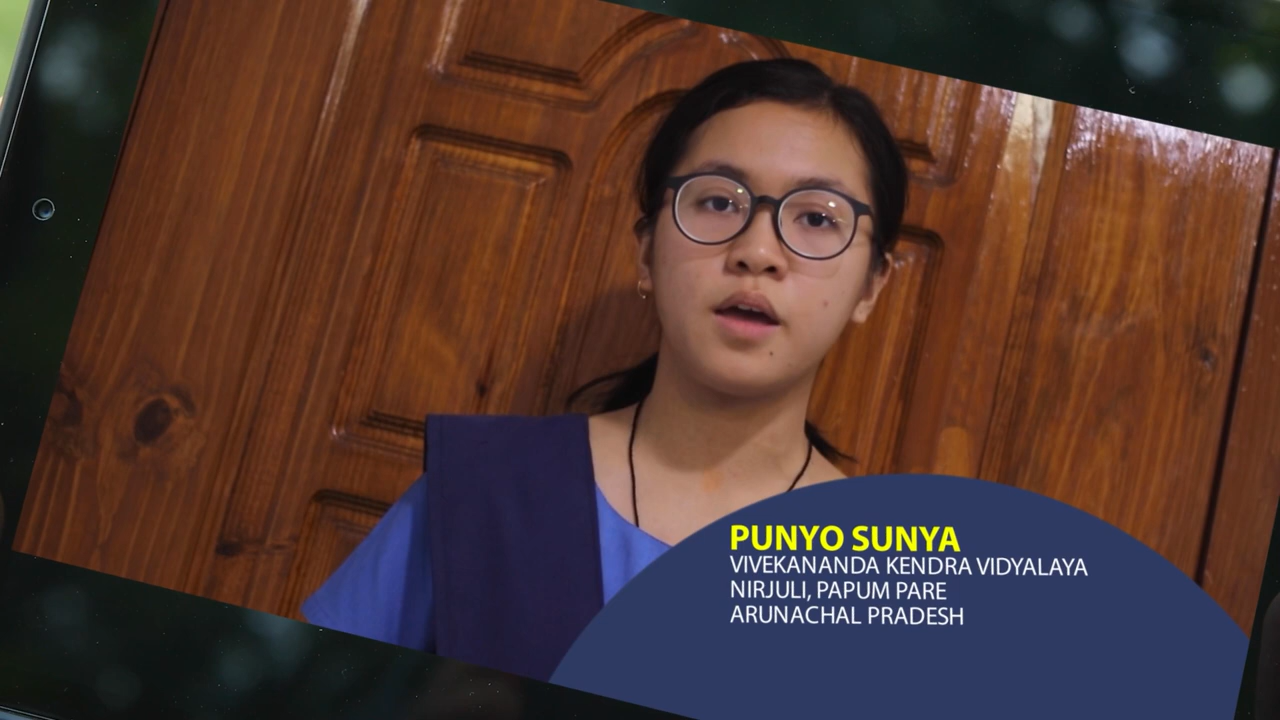 PUNYO SUNYA
VIVEKANANDA KENDRA VIDYALAYA
NIRJULI, PAPUM PARE
ARUNACHAL PRADESH